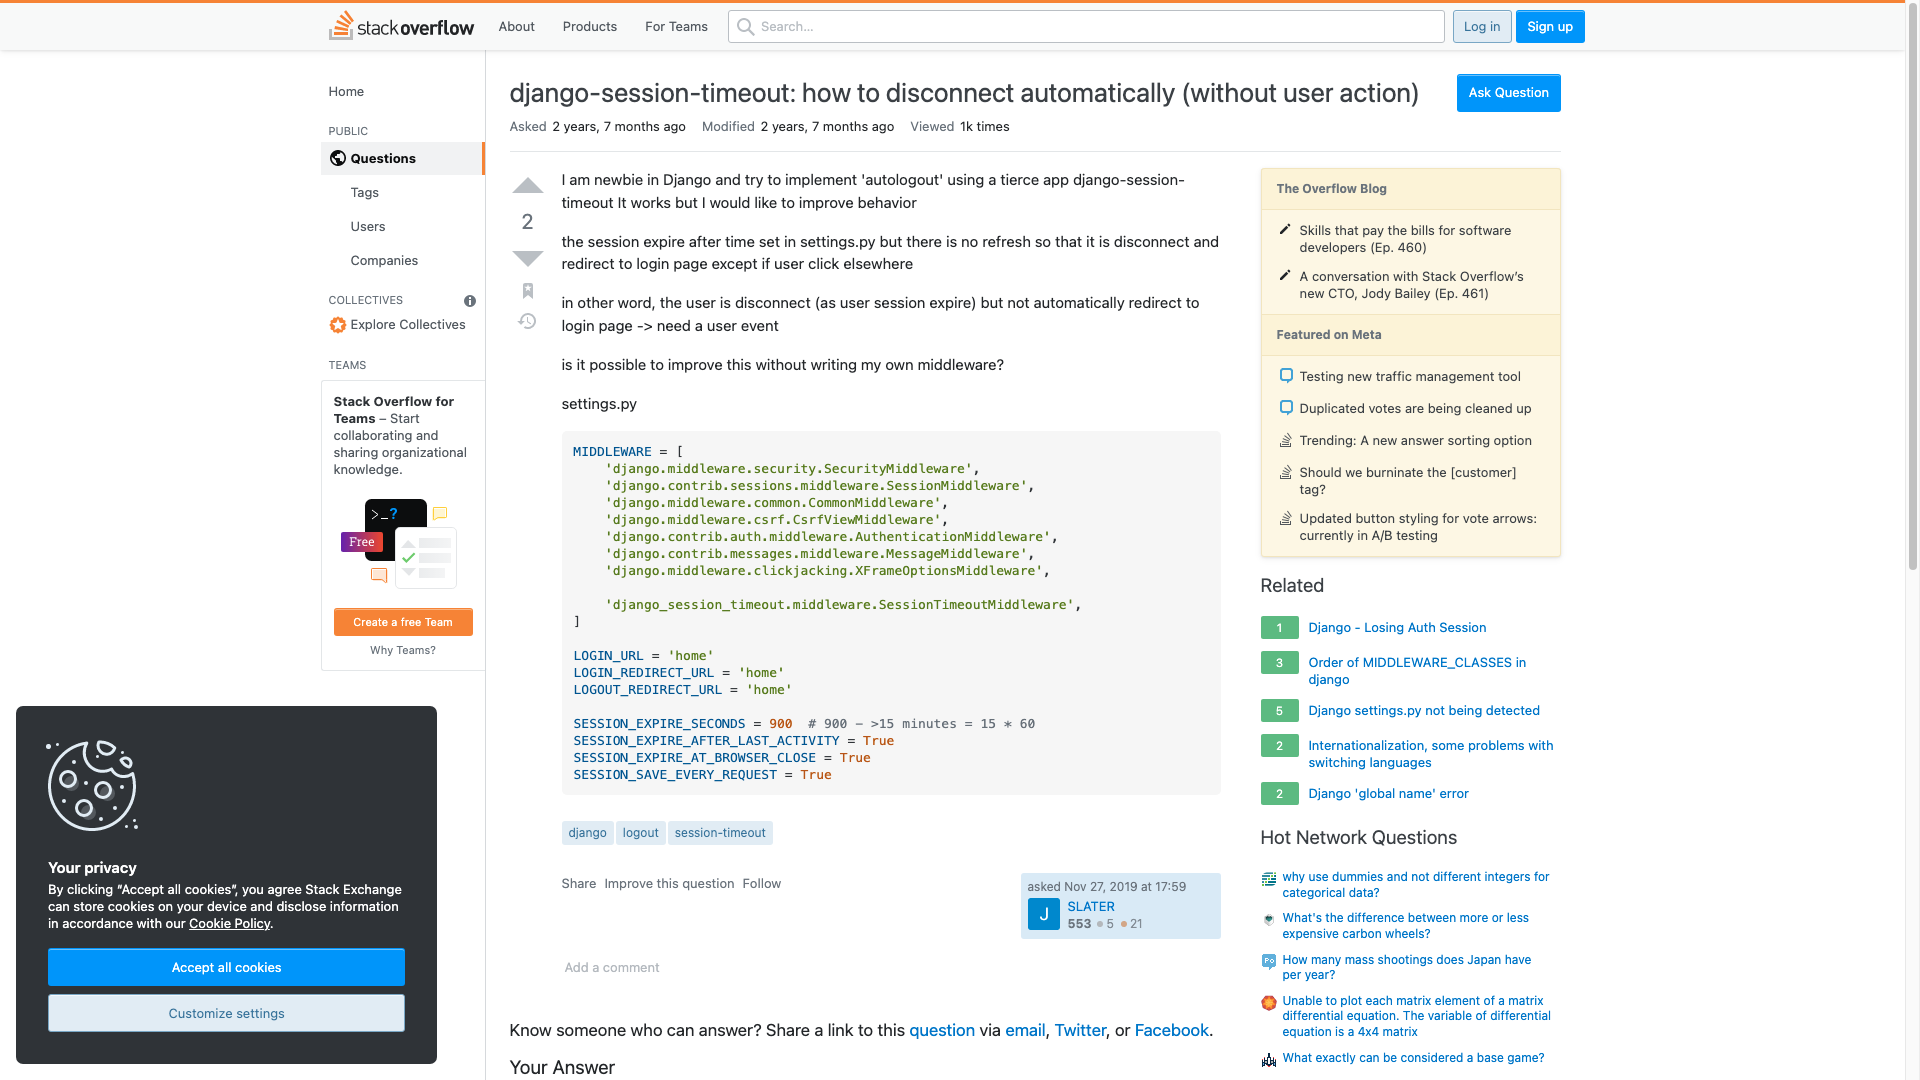 stackoverflow
About
Products
For Teams
Search...
Log in
Sign up
Home
PUBLIC
Questions
Tags
Users
Companies
COLLECTIVES
Explore Collectives
TEAMS
Stack Overflow for
Teams – Start
collaborating and
sharing organizational
knowledge.
>_?
Free
Create a free Team
Why Teams?
django-session-timeout: how to disconnect automatically (without user action)
Ask Question
Asked 2 years, 7 months ago Modified 2 years, 7 months ago Viewed 1k times
2
I am newbie in Django and try to implement 'autologout' using a tierce app django-session-
timeout It works but I would like to improve behavior
the session expire after time set in settings.py but there is no refresh so that it is disconnect and
redirect to login page except if user click elsewhere
in other word, the user is disconnect (as user session expire) but not automatically redirect to
login page -> need a user event
is it possible to improve this without writing my own middleware?
settings.py
MIDDLEWARE = [
'django.middleware.security.SecurityMiddleware',
'django.contrib.sessions.middleware.SessionMiddleware',
'django.middleware.common.CommonMiddleware',
'django.middleware.csrf.CsrfViewMiddleware',
'django.contrib.auth.middleware.AuthenticationMiddleware',
'django.contrib.messages.middleware.MessageMiddleware',
'django.middleware.clickjacking.XFrameOptionsMiddleware',
'django_session_timeout.middleware.SessionTimeoutMiddleware',
]
LOGIN_URL = 'home'
LOGIN_REDIRECT_URL = 'home'
LOGOUT_REDIRECT_URL = 'home'
SESSION_EXPIRE_SECONDS = 900 # 900 - >15 minutes = 15 * 60
SESSION_EXPIRE_AFTER_LAST_ACTIVITY = True
SESSION_EXPIRE_AT_BROWSER_CLOSE = True
SESSION_SAVE_EVERY_REQUEST = True
django logout session-timeout
Share Improve this question Follow
asked Nov 27, 2019 at 17:59
J
SLATER
553 5 21
Add a comment
Know someone who can answer? Share a link to this question via email, Twitter, or Facebook.
Your Answer
The Overflow Blog
Skills that pay the bills for software
developers (Ep. 460)
A conversation with Stack Overflow's
new CTO, Jody Bailey (Ep. 461)
Featured on Meta
Testing new traffic management tool
Duplicated votes are being cleaned up
Trending: A new answer sorting option
Should we burninate the [customer]
tag?
Updated button styling for vote arrows:
currently in A/B testing
Related
1 Django - Losing Auth Session
3 Order of MIDDLEWARE_CLASSES in
django
5 Django settings.py not being detected
2 Internationalization, some problems with
switching languages
2 Django 'global name' error
Hot Network Questions
why use dummies and not different integers for
categorical data?
What's the difference between more or less
expensive carbon wheels?
How many mass shootings does Japan have
per year?
Unable to plot each matrix element of a matrix
differential equation. The variable of differential
equation is a 4x4 matrix
What exactly can be considered a base game?
Your privacy
By clicking "Accept all cookies", you agree Stack Exchange
can store cookies on your device and disclose information
in accordance with our Cookie Policy.
Accept all cookies
Customize settings